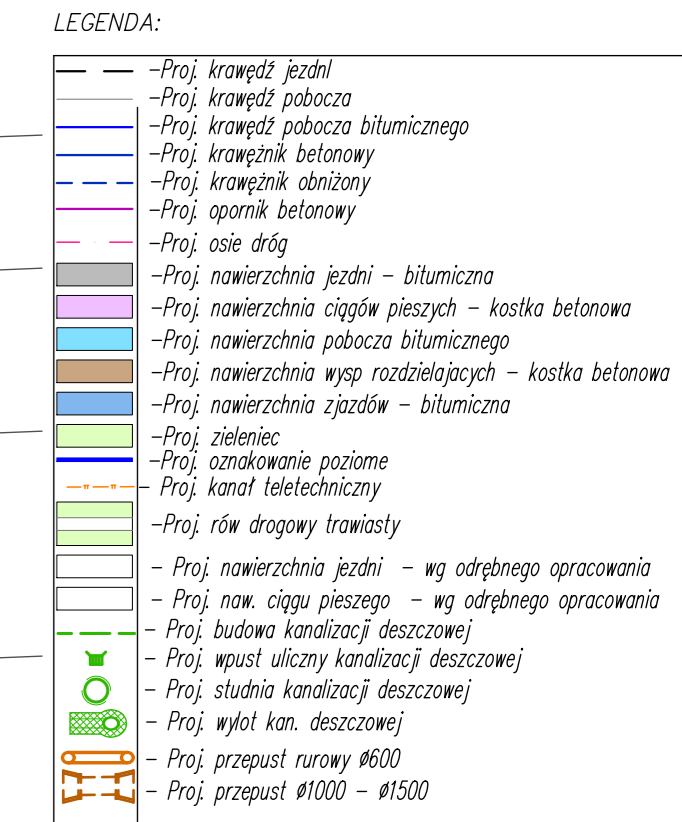 LEGENDA:
-Proj. krawędź jezdnI
-Proj. krawędź pobocza
-Proj. krawędź pobocza bitumicznego
-Proj. krawężnik betonowy
-Proj. krawężnik obniżony
-Proj. opornik betonowy
-Proj. osie dróg
-Proj. nawierzchnia jezdni - bitumiczna
-Proj. nawierzchnia ciągów pieszych - kostka betonowa
-Proj. nawierzchnia pobocza bitumicznego
-Proj. nawierzchnia wysp rozdzielajacych - kostka betonowa
-Proj. nawierzchnia zjazdów - bitumiczna
-Proj. zieleniec
-Proj. oznakowanie poziome
- Proj. kanał teletechniczny
-Proj. rów drogowy trawiasty
- Proj. nawierzchnia jezdni - wg odrębnego opracowania
- Proj. naw. ciągu pieszego - wg odrębnego opracowania
- Proj. budowa kanalizacji deszczowej
- Proj. wpust uliczny kanalizacji deszczowej
- Proj. studnia kanalizacji deszczowej
- Proj. wylot kan. deszczowej
- Proj. przepust rurowy ø600
- Proj. przepust ø1000 - ø1500